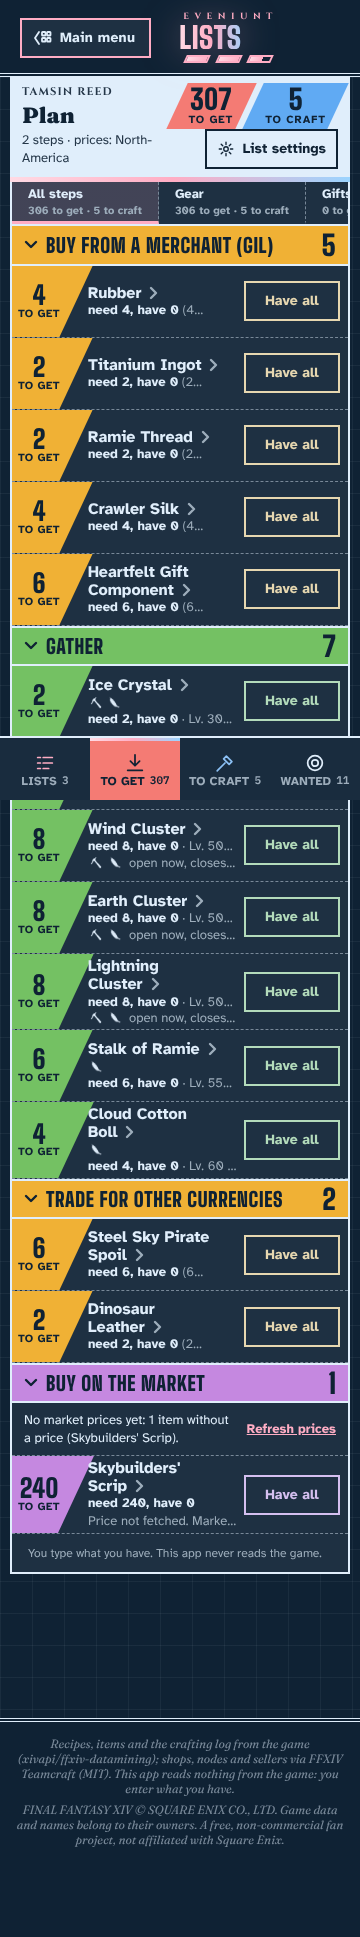 Main menu
EVENIUNT
LISTS
TAMSIN REED
Plan
2 steps · prices: North-
America
307
TO GET
5
TO CRAFT
List settings
All steps
306 to get · 5 to craft
Gear
306 to get · 5 to craft
Gifts
0 to
BUY FROM A MERCHANT (GIL) 5
4
TO GET
Rubber
need 4, have 0 (4...
Have all
2
TO GET
Titanium Ingot
need 2, have 0 (2...
Have all
2
TO GET
Ramie Thread
need 2, have 0 (2...
Have all
4
TO GET
Crawler Silk
need 4, have 0 (4...
Have all
6
TO GET
Heartfelt Gift
Component
need 6, have 0 (6...
Have all
GATHER 7
2
TO GET
Ice Crystal
need 2, have 0 · Lv. 30...
Have all
LISTS 3
TO GET 307
TO CRAFT 5
WANTED 11
8
TO GET
Wind Cluster
need 8, have 0 · Lv. 50...
open now, closes...
Have all
8
TO GET
Earth Cluster
need 8, have 0 · Lv. 50...
open now, closes...
Have all
8
TO GET
Lightning
Cluster
need 8, have 0 · Lv. 50...
open now, closes...
Have all
6
TO GET
Stalk of Ramie
need 6, have 0 · Lv. 55...
Have all
4
TO GET
Cloud Cotton
Boll
need 4, have 0 · Lv. 60 ...
Have all
TRADE FOR OTHER CURRENCIES 2
6
TO GET
Steel Sky Pirate
Spoil
need 6, have 0 (6...
Have all
2
TO GET
Dinosaur
Leather
need 2, have 0 (2...
Have all
BUY ON THE MARKET 1
No market prices yet: 1 item without
a price (Skybuilders' Scrip).
Refresh prices
240
TO GET
Skybuilders'
Scrip
need 240, have 0
Price not fetched. Marke...
Have all
You type what you have. This app never reads the game.
Recipes, items and the crafting log from the game
(xivapi/ffxiv-datamining); shops, nodes and sellers via FFXIV
Teamcraft (MIT). This app reads nothing from the game: you
enter what you have.
FINAL FANTASY XIV © SQUARE ENIX CO., LTD. Game data
and names belong to their owners. A free, non-commercial fan
project, not affiliated with Square Enix.